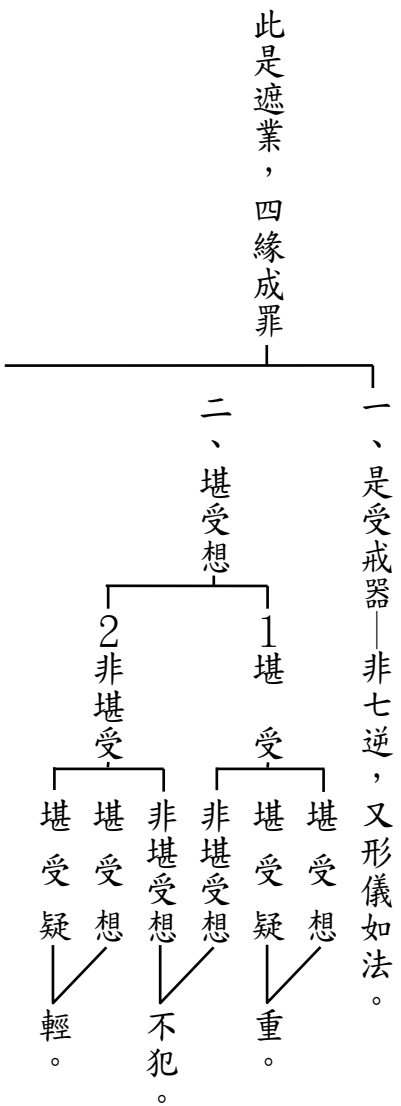 此是遮業，四緣成罪
一、是受戒器—非七逆，又形儀如法。
二、堪受想
1堪受
堪受想
堪受疑
重。
非堪受想
2非堪受
非堪受想
不犯。
堪受想
堪受疑
輕。